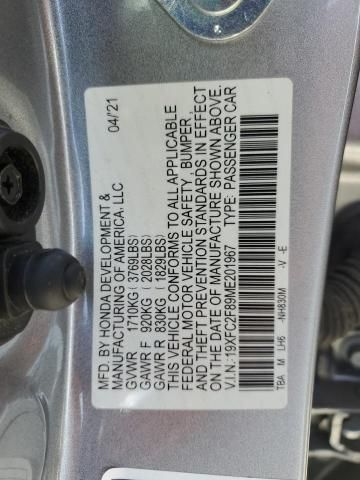 MFD. BY HONDA DEVELOPMENT & 04/'21
MANUFACTURING OF AMERICA, LLC
GVWR 1710KG ( 3769LBS)
GAWR F 920KG ( 2028LBS)
GAWR R 830KG ( 1829LBS)
THIS VEHICLE CONFORMS TO ALL APPLICABLE
FEDERAL MOTOR VEHICLE SAFETY , BUMPER ,
AND THEFT PREVENTION STANDARDS IN EFFECT
ON THE DATE OF MANUFACTURE SHOWN ABOVE.
V.I.N.: 19XFC2F89ME201967 TYPE: PASSENGER CAR
TBA M LH6 -NH830M -V -E